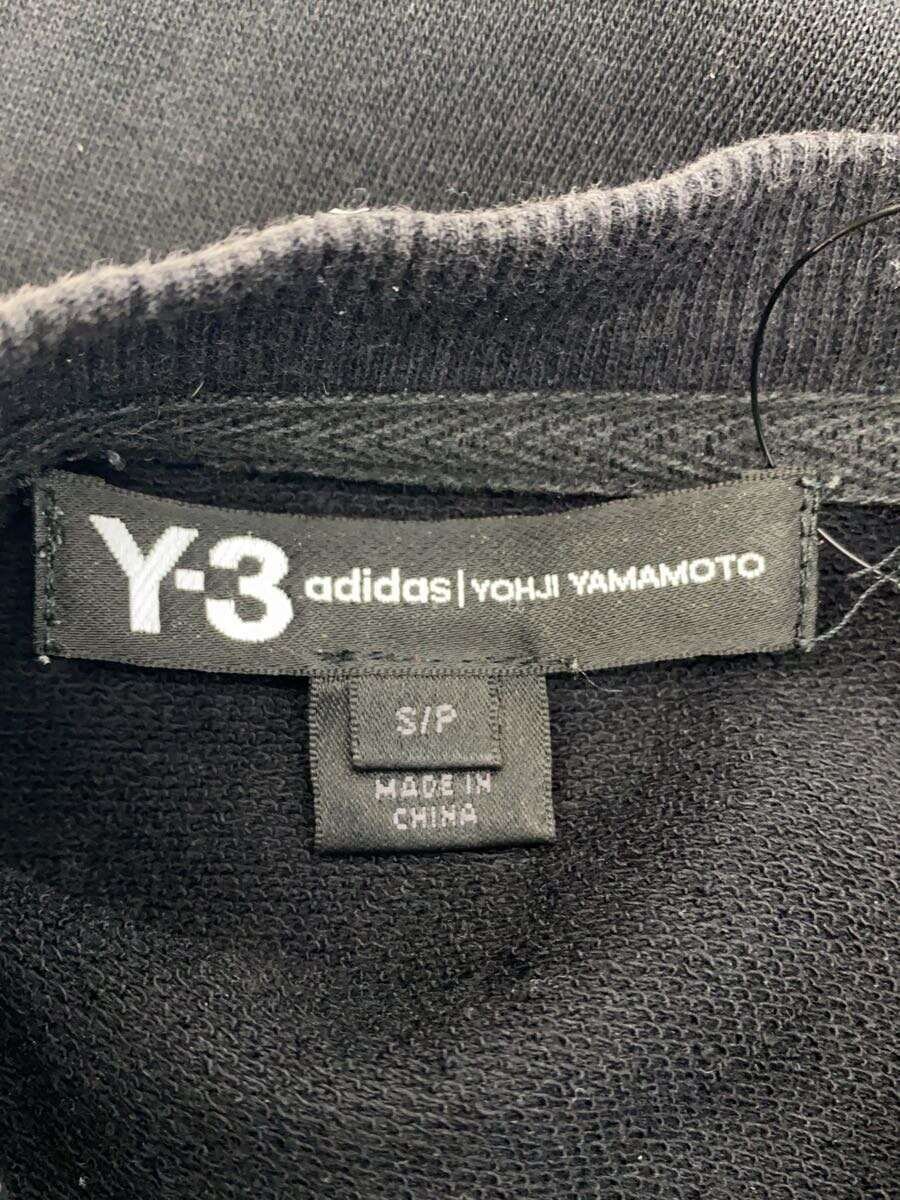 Y-3 adidas | YOHJI YAMAMOTO
S/P
MADE IN
CHINA